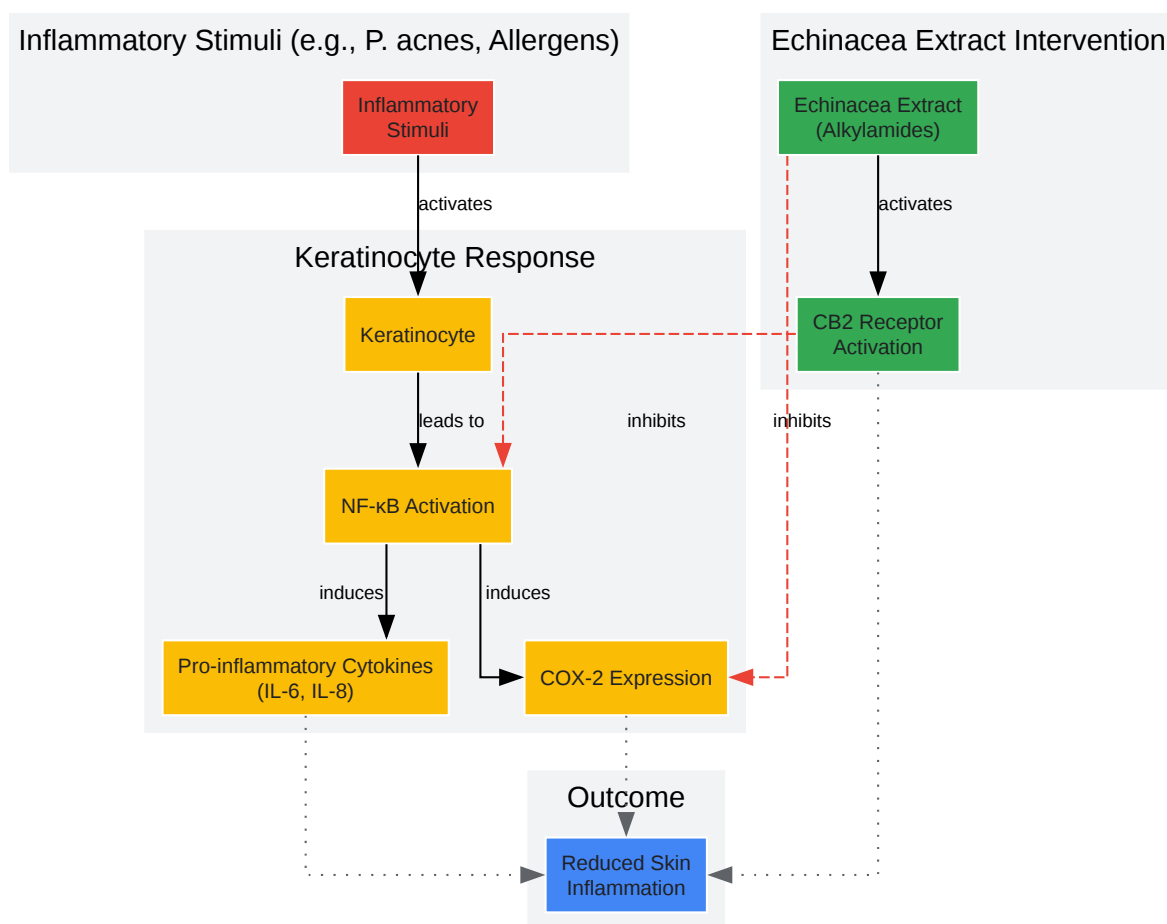 Inflammatory Stimuli (e.g., P. acnes, Allergens)
Echinacea Extract Intervention
Inflammatory
Stimuli
Echinacea Extract
(Alkylamides)
activates
activates
Keratinocyte Response
Keratinocyte
CB2 Receptor
Activation
leads to
inhibits
inhibits
NF-κB Activation
induces
induces
Pro-inflammatory Cytokines
(IL-6, IL-8)
COX-2 Expression
Outcome
Reduced Skin
Inflammation